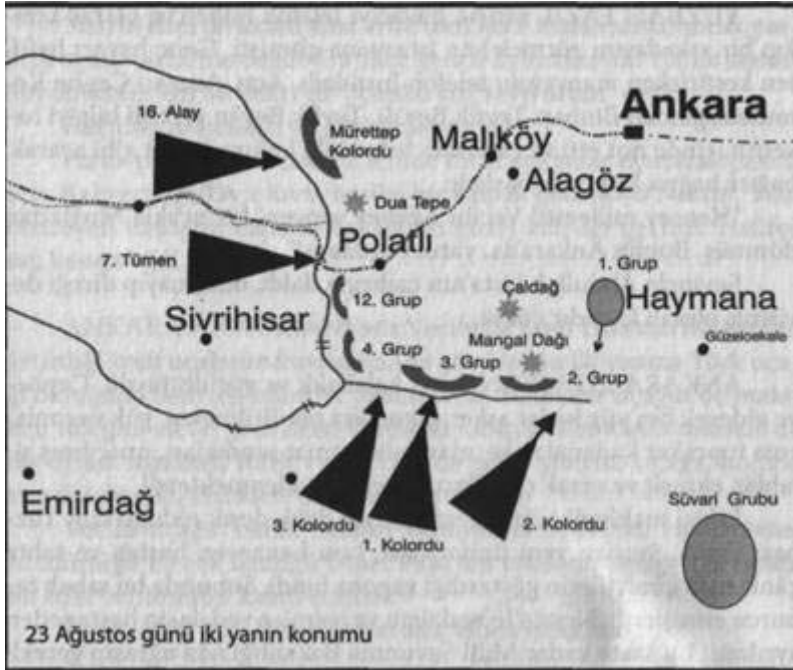 16. Alay
Mürettep
Kolordu
Ankara
Malıköy
Alagöz
Dua Tepe
Polatlı
7. Tümen
1. Grup
Çaldağ
Haymana
12. Grup
Sivrihisar
Mangal Dağı
4. Grup
3. Grup
2. Grup
Emirdağ
3. Kolordu
1. Kolordu
2. Kolordu
Süvari Grubu
23 Ağustos günü iki yanın konumu